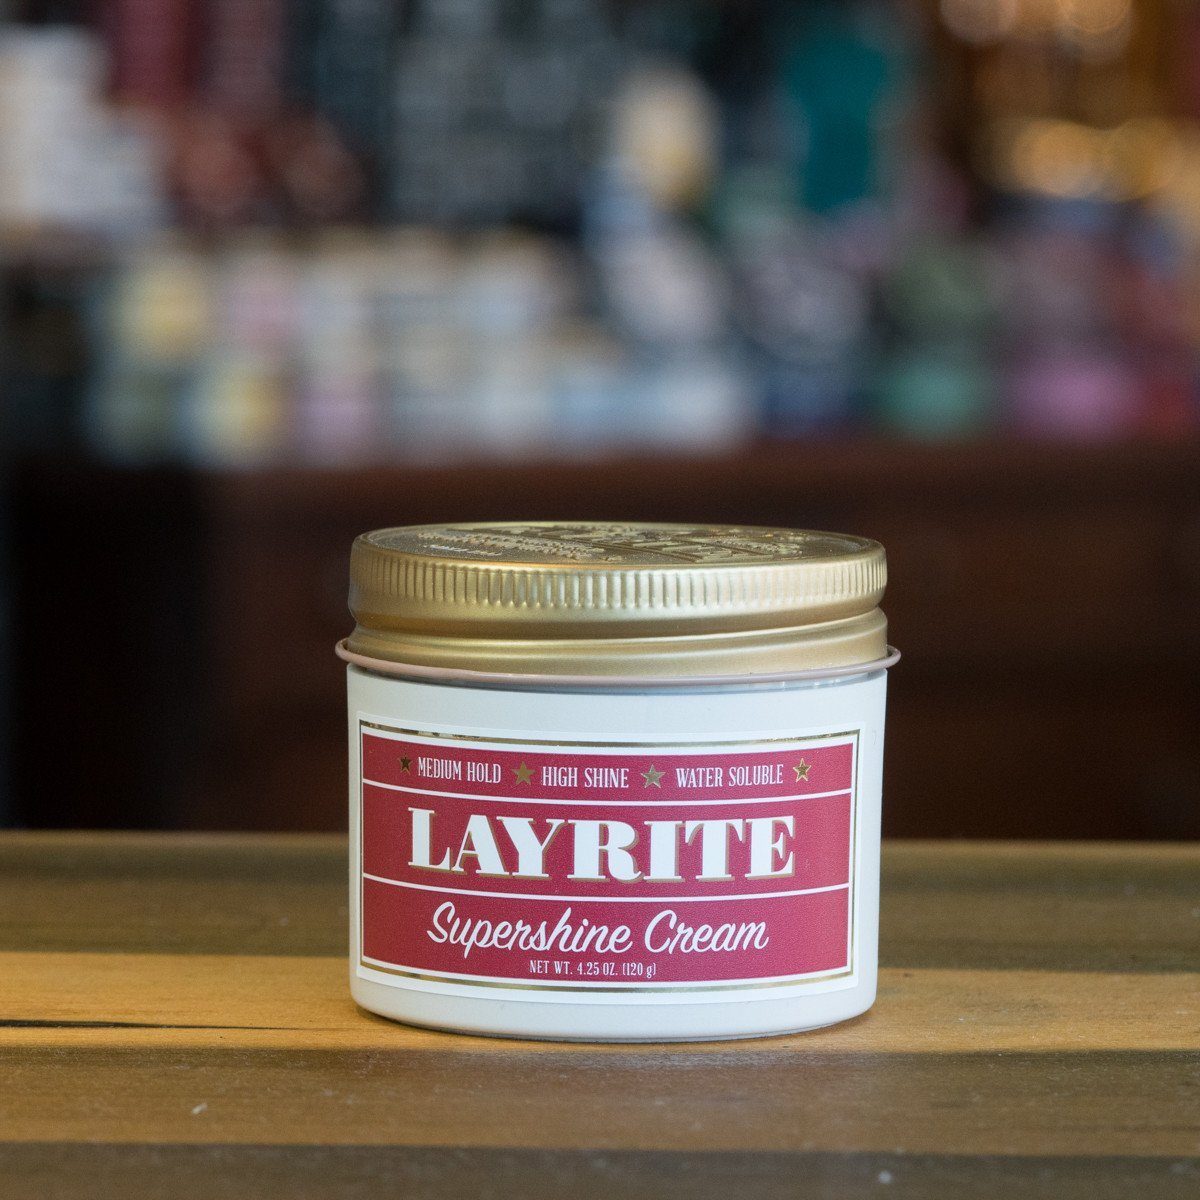 MEDIUM HOLD ★ HIGH SHINE ★ WATER SOLUBLE
LAYRITE
Supershine Cream
NET WT. 4.25 OZ. (120 g)